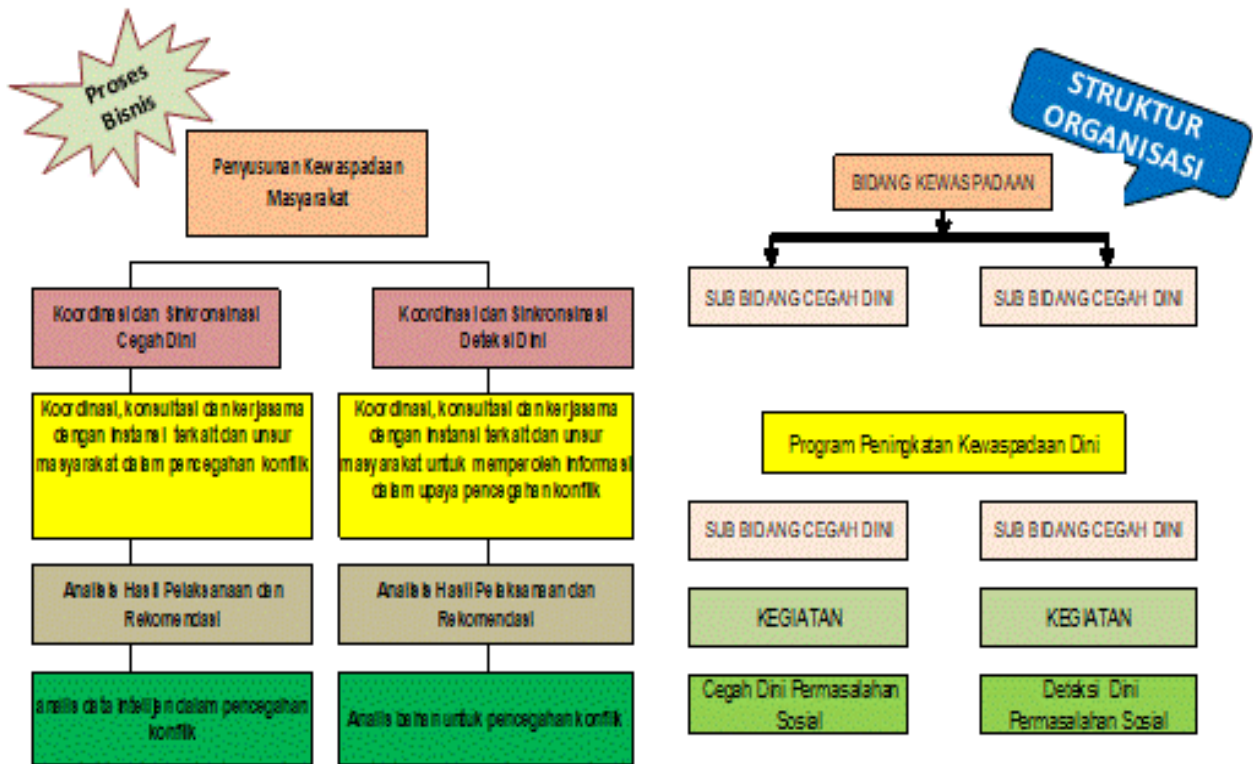 Proses
Bisnis
Penyusunan Kewaspadaan
Masyarakat
Koordinasi dan Sinkronsinasi
Cegah Dini
Koordinasi dan Sinkronsinasi
Deteksi Dini
Koordinasi, konsultasi dan kerjasama
dengan instansi terkait dan unsur
masyarakat dalam pencegahan konflik
Koordinasi, konsultasi dan kerjasama
dengan instansi terkait dan unsur
masyarakat untuk memperoleh informasi
dalam upaya pencegahan konflik
Analisis Hasil Pelaksanaan dan
Rekomendasi
Analisis Hasil Pelaksanaan dan
Rekomendasi
analis data intelijen dalam pencegahan
konflik
Analis bahan untuk pencegahan konflik
STRUKTUR
ORGANISASI
BIDANG KEWASPADAAN
SUB BIDANG CEGAH DINI
SUB BIDANG CEGAH DINI
Program Peningkatan Kewaspadaan Dini
SUB BIDANG CEGAH DINI
SUB BIDANG CEGAH DINI
KEGIATAN
KEGIATAN
Cegah Dini Permasalahan
Sosial
Deteksi Dini
Permasalahan Sosial